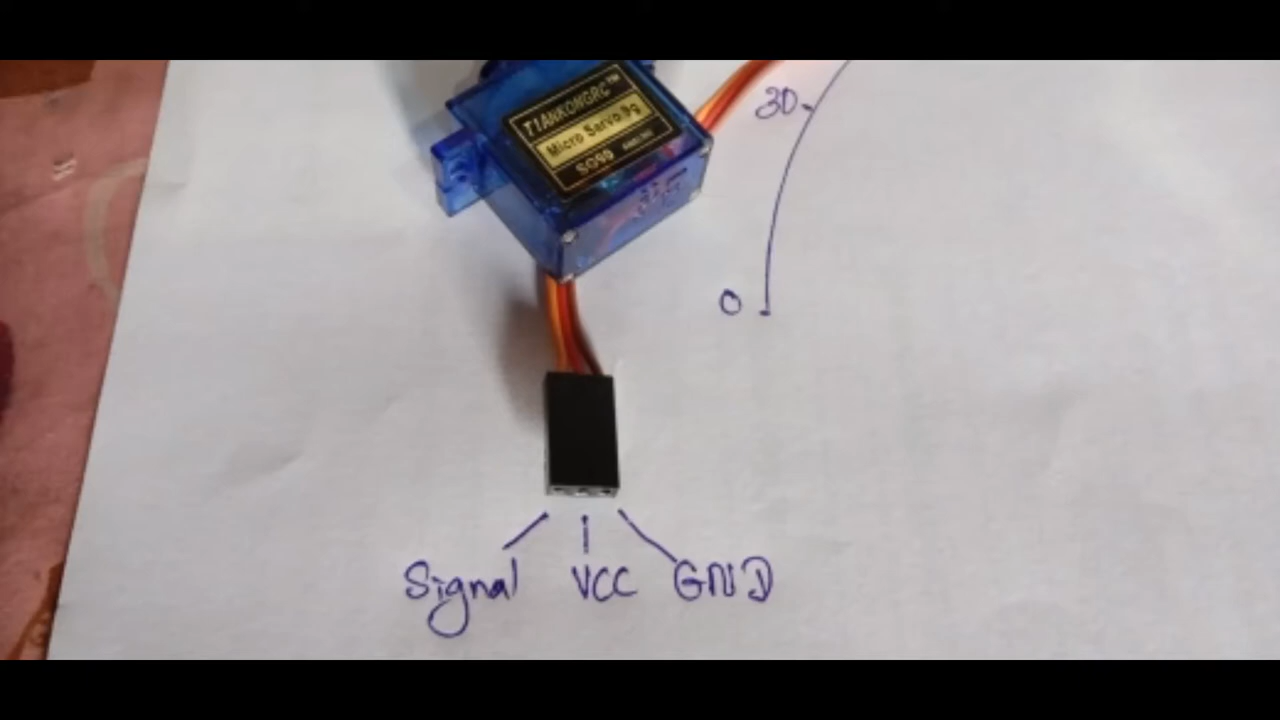 TIANKONGRC™
Micro Servo 9g
SG90
30
0
Signal VCC GND